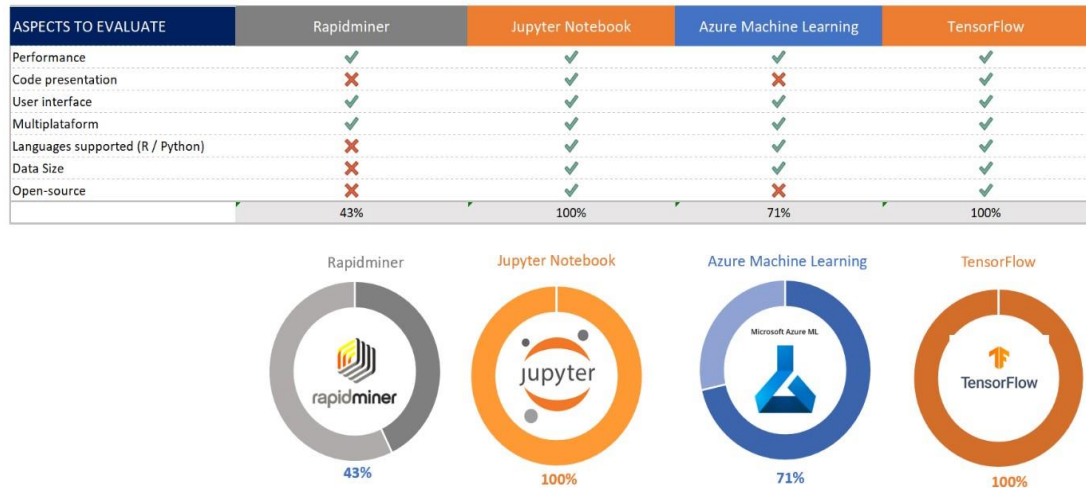 ASPECTS TO EVALUATE Rapidminer Jupyter Notebook Azure Machine Learning TensorFlow
Performance
Code presentation
User interface
Multiplataform
Languages supported (R / Python)
Data Size
Open-source
43% 100% 71% 100%
Rapidminer Jupyter Notebook Azure Machine Learning TensorFlow
Microsoft Azure ML
rapidminer jupyter TensorFlow
43% 100% 71% 100%